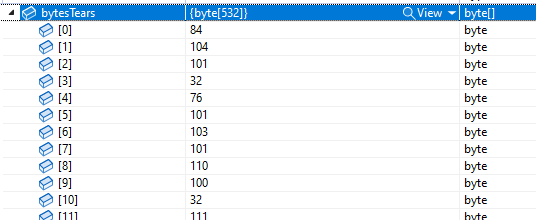 bytesTears {byte[532]} View byte[]
[0] 84 byte
[1] 104 byte
[2] 101 byte
[3] 32 byte
[4] 76 byte
[5] 101 byte
[6] 103 byte
[7] 101 byte
[8] 110 byte
[9] 100 byte
[10] 32 byte
[11] 111 byte